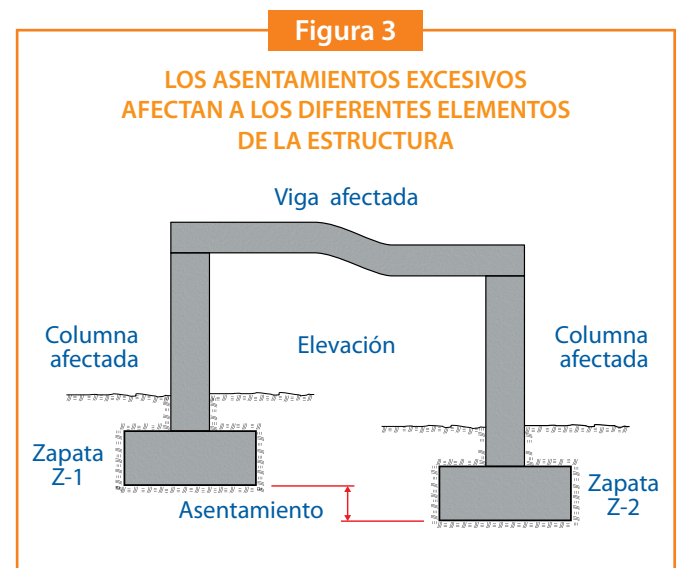 Figura 3
LOS ASENTAMIENTOS EXCESIVOS
AFECTAN A LOS DIFERENTES ELEMENTOS
DE LA ESTRUCTURA
Viga afectada
Columna
afectada
Elevación
Columna
afectada
Zapata
Z-1
Asentamiento
Zapata
Z-2